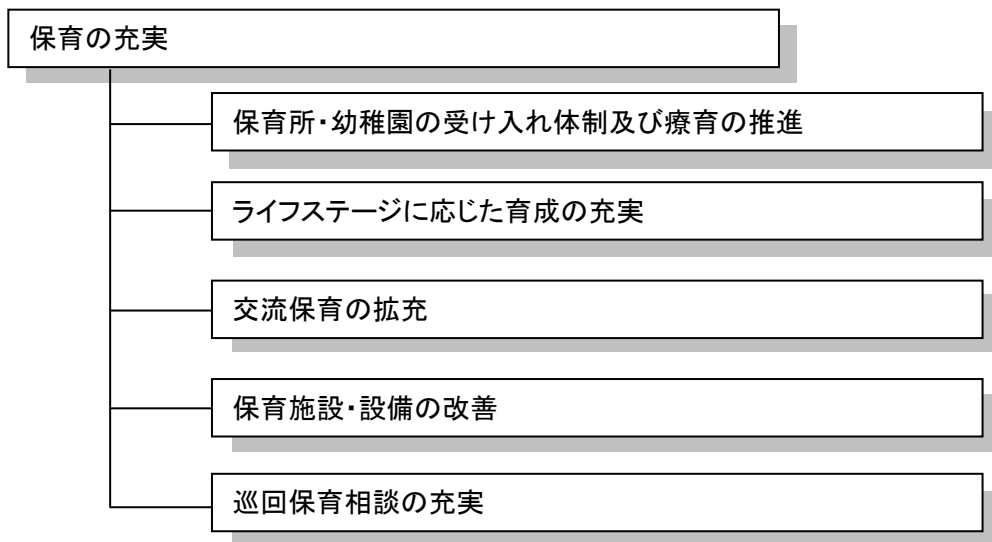 保育の充実
保育所・幼稚園の受け入れ体制及び療育の推進
ライフステージに応じた育成の充実
交流保育の拡充
保育施設・設備の改善
巡回保育相談の充実